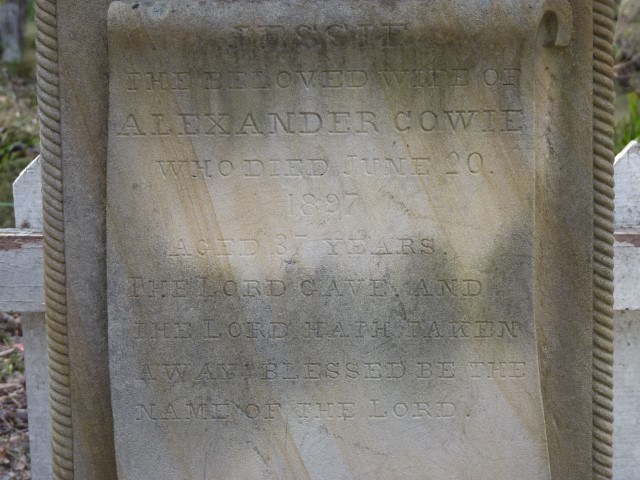 JESSIE
THE BELOVED WIFE OF
ALEXANDER COWIE
WHO DIED JUNE 20.
1897
AGED 37 YEARS.
THE LORD GAVE, AND
THE LORD HATH TAKEN
AWAY BLESSED BE THE
NAME OF THE LORD.